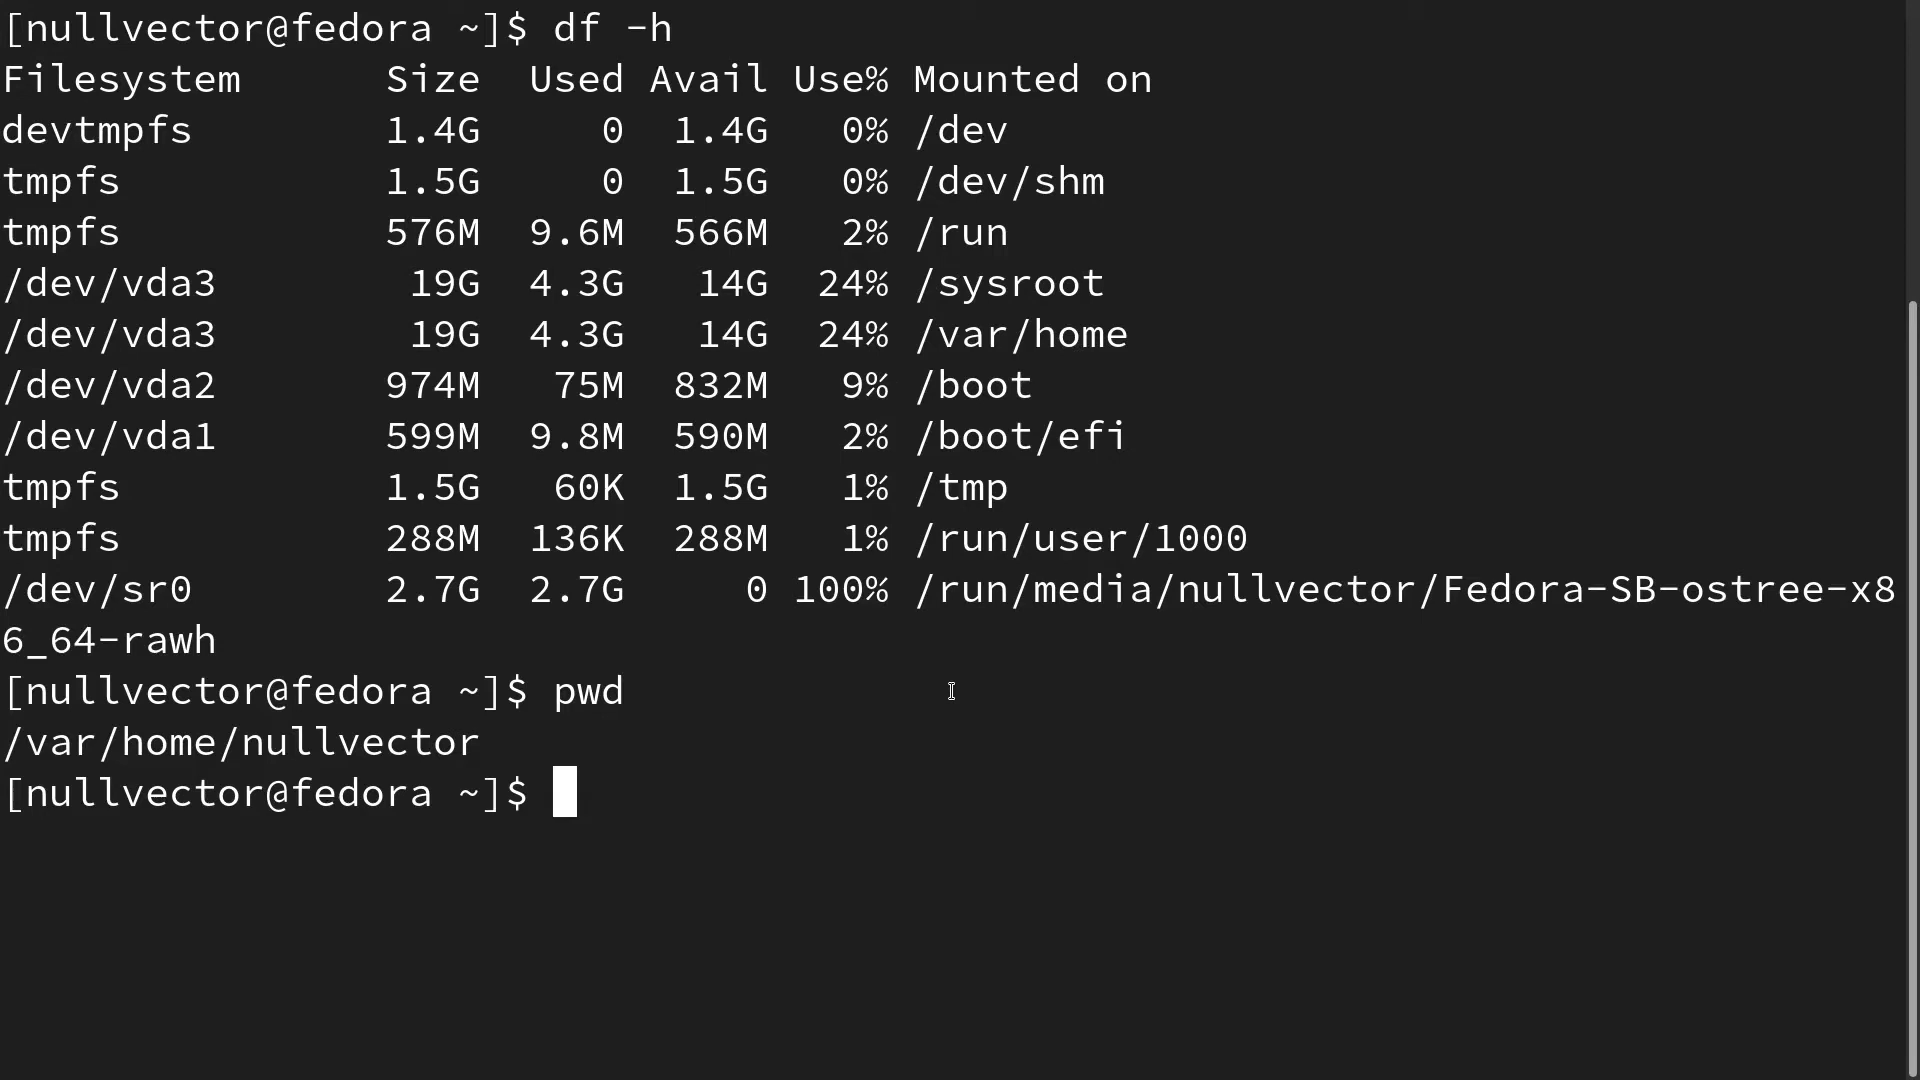 [nullvector@fedora ~]$ df -h
Filesystem      Size  Used Avail Use% Mounted on
devtmpfs        1.4G     0  1.4G   0% /dev
tmpfs           1.5G     0  1.5G   0% /dev/shm
tmpfs           576M  9.6M  566M   2% /run
/dev/vda3        19G  4.3G   14G  24% /sysroot
/dev/vda3        19G  4.3G   14G  24% /var/home
/dev/vda2       974M   75M  832M   9% /boot
/dev/vda1       599M  9.8M  590M   2% /boot/efi
tmpfs           1.5G   60K  1.5G   1% /tmp
tmpfs           288M  136K  288M   1% /run/user/1000
/dev/sr0        2.7G  2.7G     0 100% /run/media/nullvector/Fedora-SB-ostree-x8
6_64-rawh
[nullvector@fedora ~]$ pwd
/var/home/nullvector
[nullvector@fedora ~]$